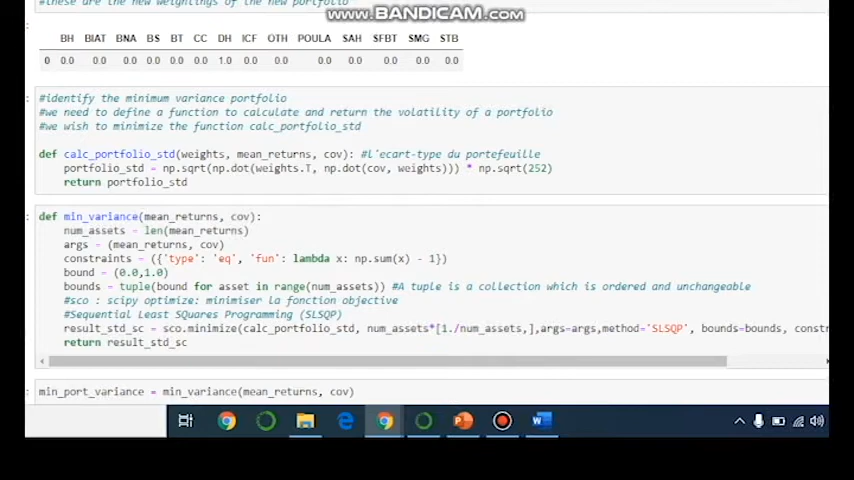 #these are the new weightings of the new portfolio
www.BANDICAM.com
BH BIAT BNA BS BT CC DH ICF OTH POULA SAH SFBT SMG STB
0 0.0 0.0 0.0 0.0 0.0 0.0 1.0 0.0 0.0 0.0 0.0 0.0 0.0 0.0
#identify the minimum variance portfolio
#we need to define a function to calculate and return the volatility of a portfolio
#we wish to minimize the function calc_portfolio_std
def calc_portfolio_std(weights, mean_returns, cov): #l'ecart-type du portefeuille
portfolio_std = np.sqrt(np.dot(weights.T, np.dot(cov, weights))) * np.sqrt(252)
return portfolio_std
def min_variance(mean_returns, cov):
num_assets = len(mean_returns)
args = (mean_returns, cov)
constraints = ({'type': 'eq', 'fun': lambda x: np.sum(x) - 1})
bound = (0.0,1.0)
bounds = tuple(bound for asset in range(num_assets)) #A tuple is a collection which is ordered and unchangeable
#sco : scipy optimize: minimiser la fonction objective
#Sequential Least SQuares Programming (SLSQP)
result_std_sc = sco.minimize(calc_portfolio_std, num_assets*[1./num_assets,],args=args,method='SLSQP', bounds=bounds, constr
return result_std_sc
min_port_variance = min_variance(mean_returns, cov)